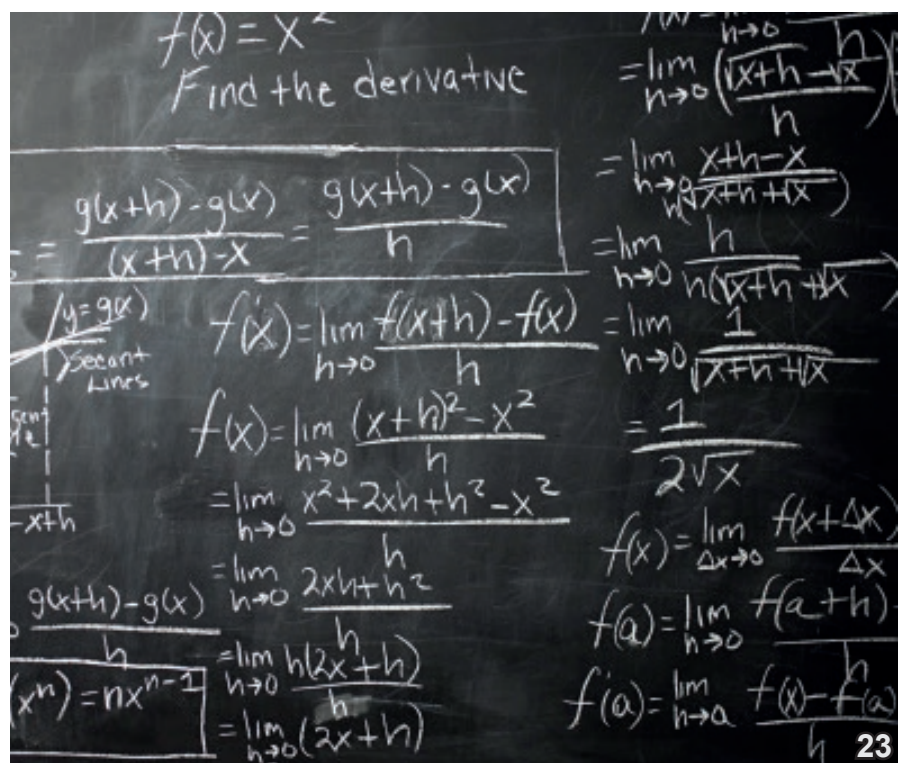 f(x) = x²
Find the derivative
= g(x+h) - g(x) / (x+h) - x = g(x+h) - g(x) / h
y = g(x)
Secant
Lines
-x+h
g(x+h) - g(x) / h
(xⁿ) = nxⁿ⁻¹
f'(x) = lim h→0 f(x+h) - f(x) / h
f(x) = lim h→0 (x+h)² - x² / h
= lim h→0 x² + 2xh + h² - x² / h
= lim h→0 2xh + h² / h
= lim h→0 h(2x+h) / h
= lim h→0 (2x+h)
h→0 h
= lim h→0 (√x+h - √x / h)(
= lim h→0 x+h-x / h(√x+h + √x)
= lim h→0 h / h(√x+h + √x)
= lim h→0 1 / √x+h + √x
= 1 / 2√x
f(x) = lim Δx→0 f(x+Δx) / Δx
f(a) = lim h→0 f(a+h) - / h
f'(a) = lim h→a f(x) - f(a) / h
23